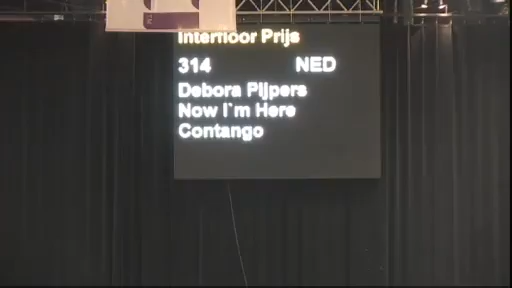 Interfloor Prijs
314 NED
Debora Pijpers
Now I`m Here
Contango